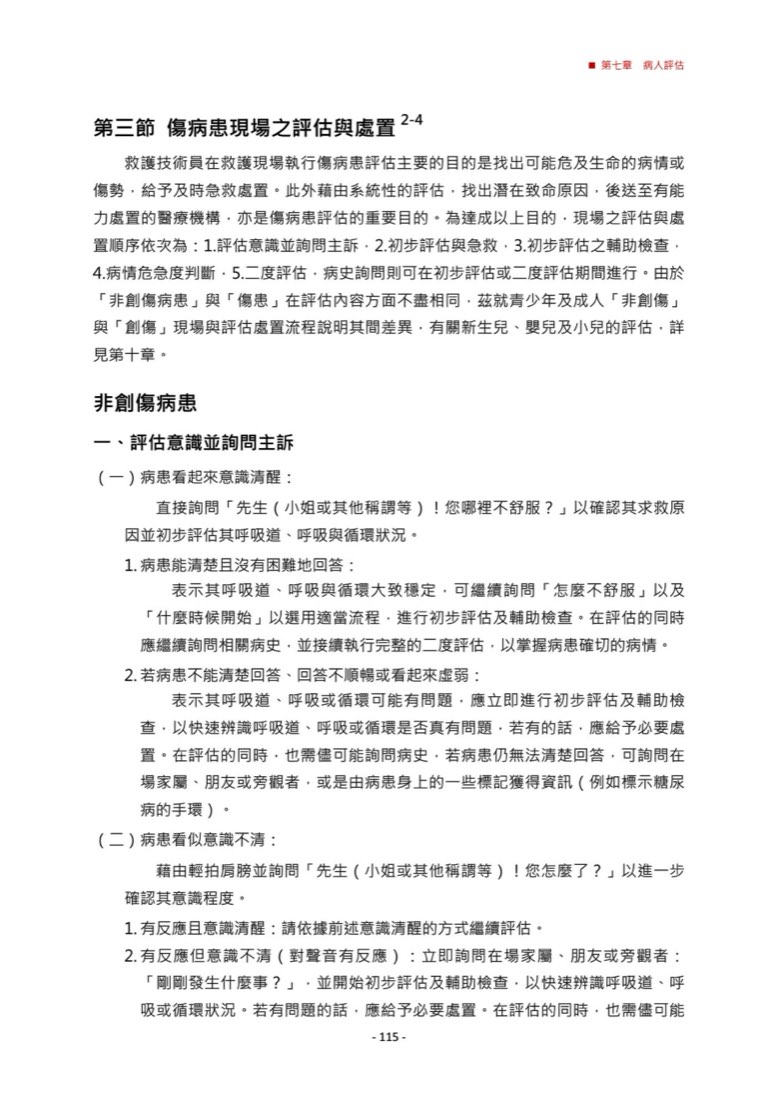 ■ 第七章 病人評估
第三節 傷病患現場之評估與處置 2-4
救護技術員在救護現場執行傷病患評估主要的目的是找出可能危及生命的病情或
傷勢，給予及時急救處置。此外藉由系統性的評估，找出潛在致命原因，後送至有能
力處置的醫療機構，亦是傷病患評估的重要目的。為達成以上目的，現場之評估與處
置順序依次為：1.評估意識並詢問主訴，2.初步評估與急救，3.初步評估之輔助檢查，
4.病情危急度判斷，5.二度評估，病史詢問則可在初步評估或二度評估期間進行。由於
「非創傷病患」與「傷患」在評估內容方面不盡相同，茲就青少年及成人「非創傷」
與「創傷」現場與評估處置流程說明其間差異，有關新生兒、嬰兒及小兒的評估，詳
見第十章。
非創傷病患
一、評估意識並詢問主訴
（一）病患看起來意識清醒：
直接詢問「先生（小姐或其他稱謂等）！您哪裡不舒服？」以確認其求救原
因並初步評估其呼吸道、呼吸與循環狀況。
1. 病患能清楚且沒有困難地回答：
表示其呼吸道、呼吸與循環大致穩定，可繼續詢問「怎麼不舒服」以及
「什麼時候開始」以選用適當流程，進行初步評估及輔助檢查。在評估的同時
應繼續詢問相關病史，並接續執行完整的二度評估，以掌握病患確切的病情。
2. 若病患不能清楚回答、回答不順暢或看起來虛弱：
表示其呼吸道、呼吸或循環可能有問題，應立即進行初步評估及輔助檢
查，以快速辨識呼吸道、呼吸或循環是否真有問題，若有的話，應給予必要處
置。在評估的同時，也需儘可能詢問病史，若病患仍無法清楚回答，可詢問在
場家屬、朋友或旁觀者，或是由病患身上的一些標記獲得資訊（例如標示糖尿
病的手環）。
（二）病患看似意識不清：
藉由輕拍肩膀並詢問「先生（小姐或其他稱謂等）！您怎麼了？」以進一步
確認其意識程度。
1. 有反應且意識清醒：請依據前述意識清醒的方式繼續評估。
2. 有反應但意識不清（對聲音有反應）：立即詢問在場家屬、朋友或旁觀者：
「剛剛發生什麼事？」，並開始初步評估及輔助檢查，以快速辨識呼吸道、呼
吸或循環狀況。若有問題的話，應給予必要處置。在評估的同時，也需儘可能
- 115 -